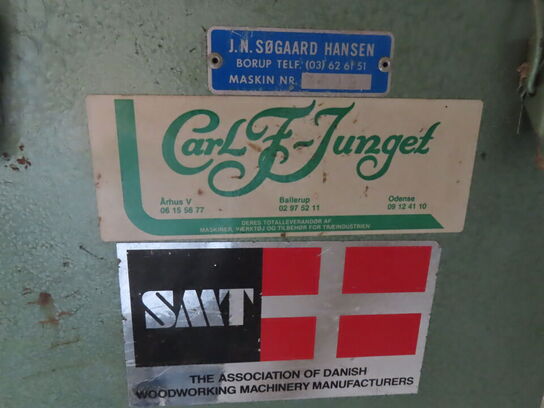 J.N. SØGAARD HANSEN
BORUP TELF. (03) 62 61 51
MASKIN NR.
Carl F-Junget
Århus V
06 15 56 77
Ballerup
02 97 52 11
Odense
09 12 41 10
DERES TOTALLEVERANDØR AF
MASKINER, VÆRKTØJ OG TILBEHØR FOR TRÆINDUSTRIEN
SMT
THE ASSOCIATION OF DANISH
WOODWORKING MACHINERY MANUFACTURERS